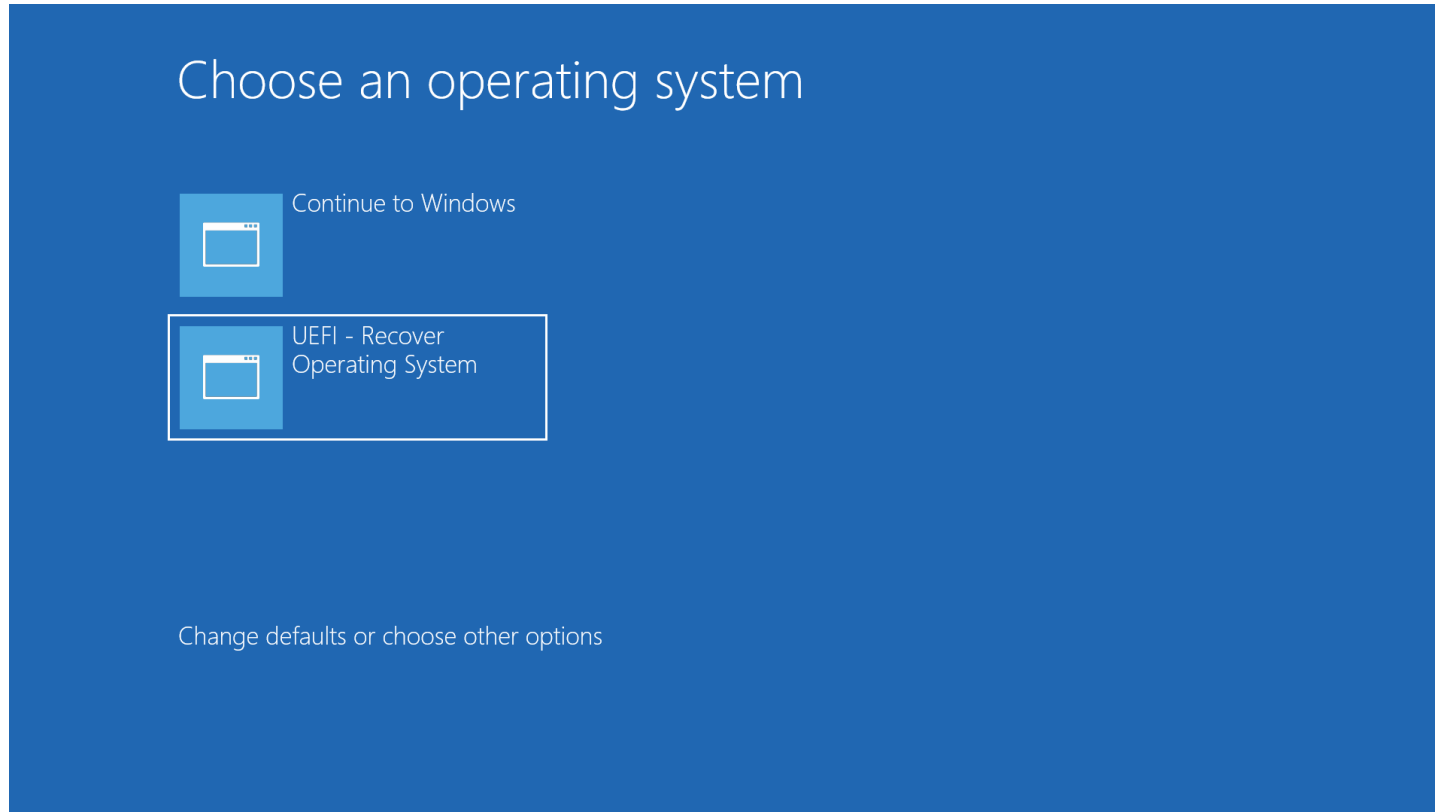 Choose an operating system
Continue to Windows
UEFI - Recover
Operating System
Change defaults or choose other options